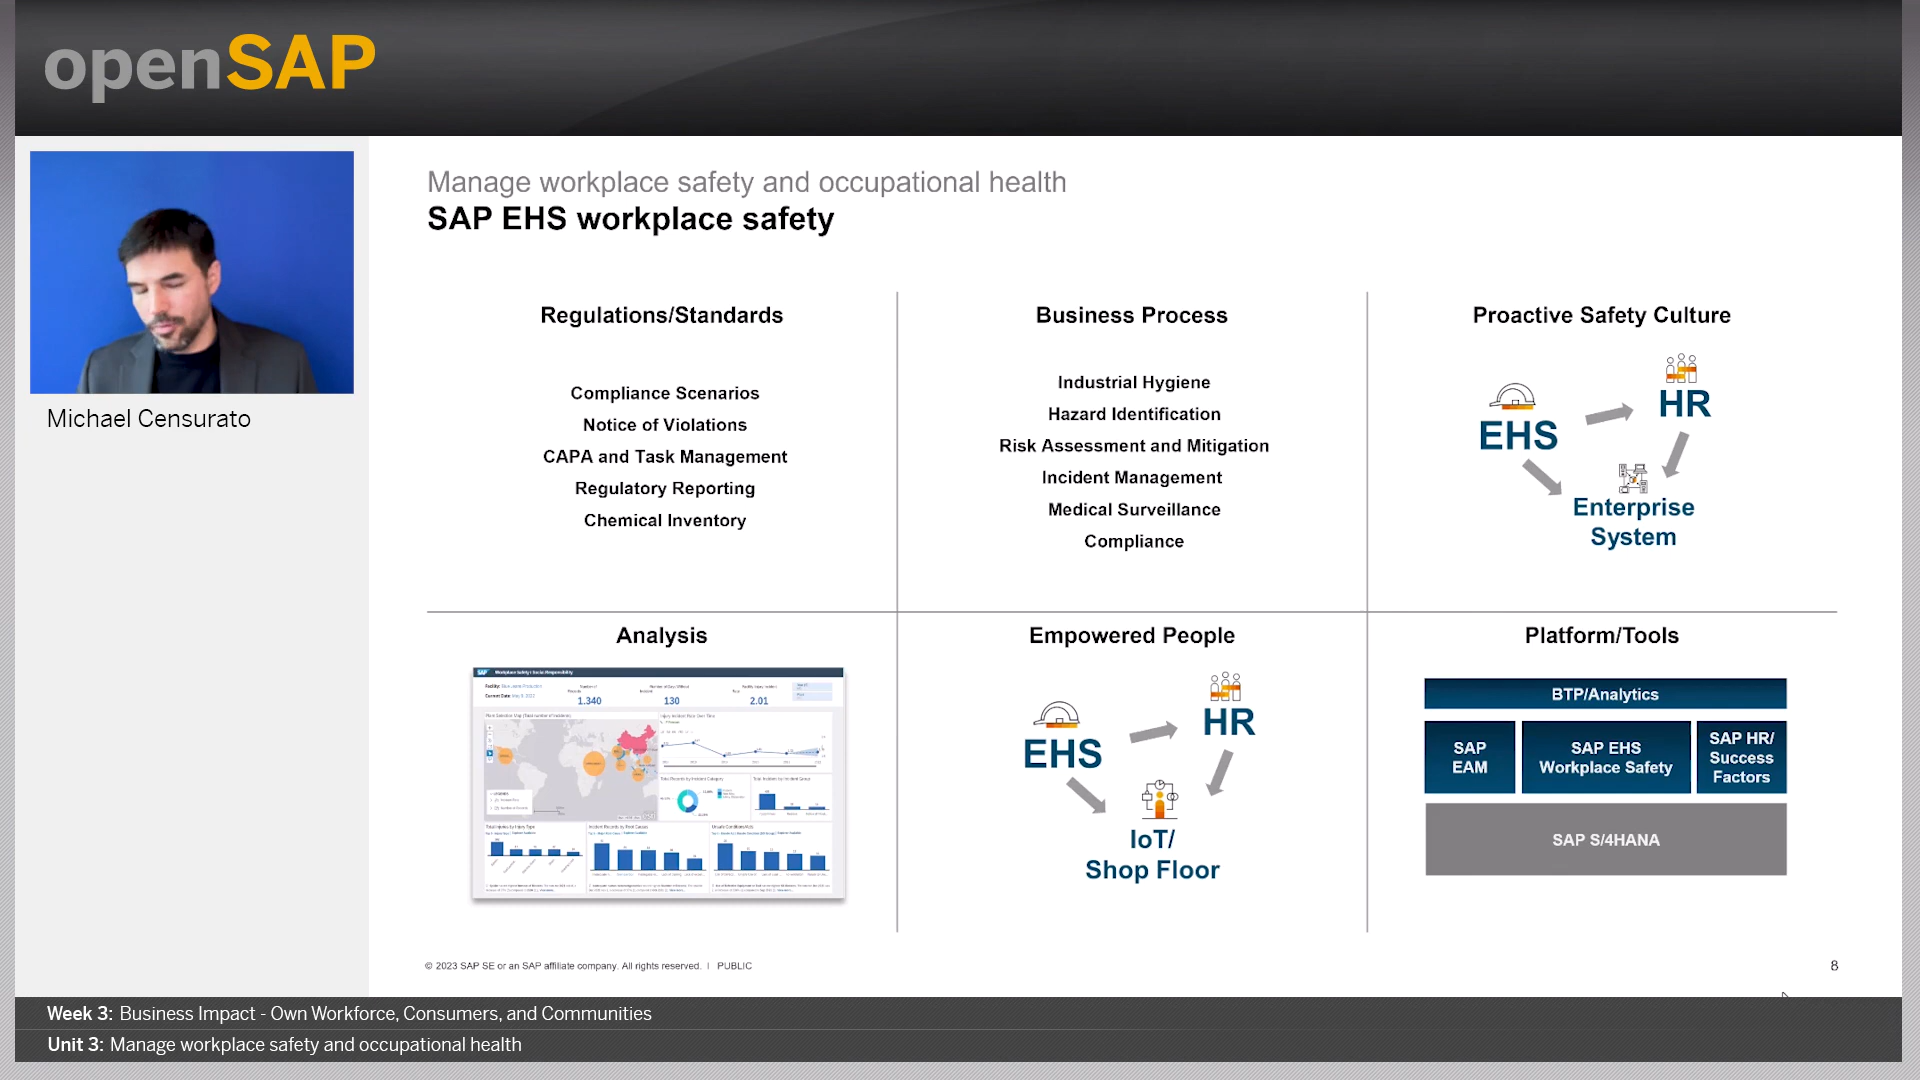 openSAP
Michael Censurato
Manage workplace safety and occupational health
SAP EHS workplace safety
Regulations/Standards
Compliance Scenarios
Notice of Violations
CAPA and Task Management
Regulatory Reporting
Chemical Inventory
Business Process
Industrial Hygiene
Hazard Identification
Risk Assessment and Mitigation
Incident Management
Medical Surveillance
Compliance
Proactive Safety Culture
EHS
HR
Enterprise
System
Analysis
SAP Workplace Safety I Social Responsibility
1.340
130
2.01
Empowered People
EHS
HR
IoT/
Shop Floor
Platform/Tools
BTP/Analytics
SAP
EAM
SAP EHS
Workplace Safety
SAP HR/
Success
Factors
SAP S/4HANA
© 2023 SAP SE or an SAP affiliate company. All rights reserved. I PUBLIC
8
Week 3: Business Impact - Own Workforce, Consumers, and Communities
Unit 3: Manage workplace safety and occupational health